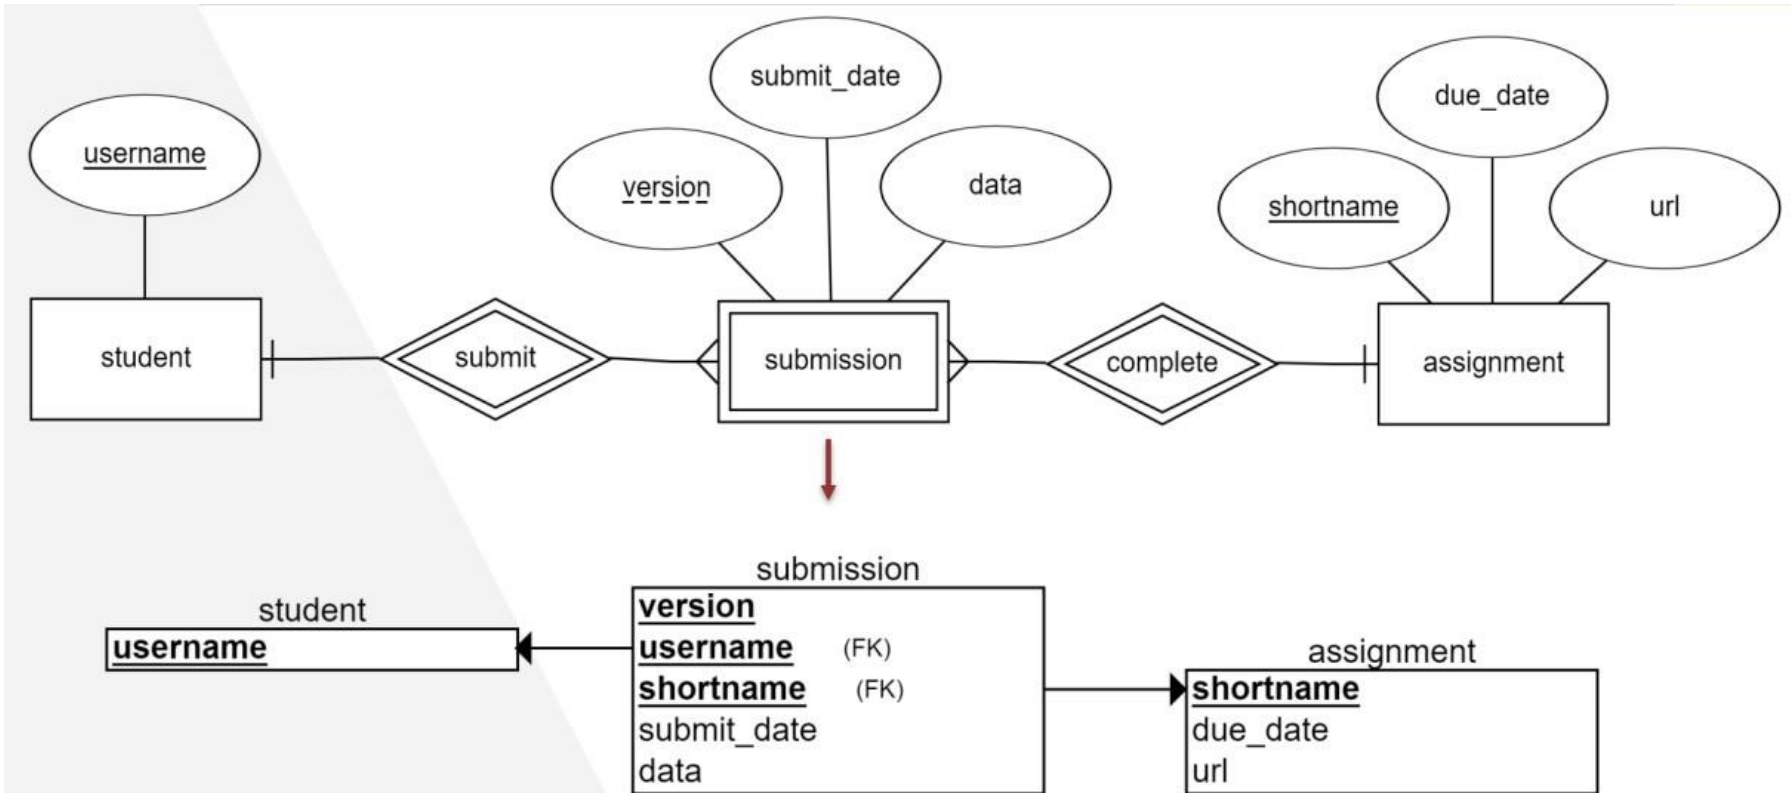 username
student
submit
version
submit_date
data
submission
complete
shortname
due_date
url
assignment
student
username
submission
version
username (FK)
shortname (FK)
submit_date
data
assignment
shortname
due_date
url